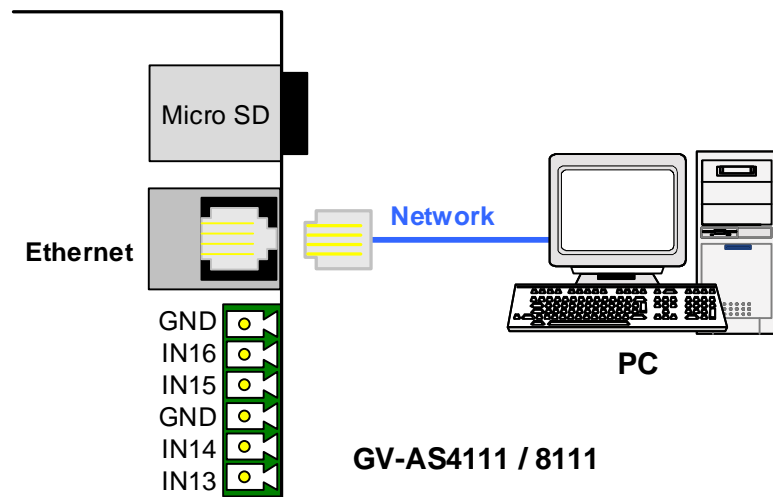 Micro SD
Network
Ethernet
GND
IN16
IN15
GND
IN14
IN13
PC
GV-AS4111 / 8111